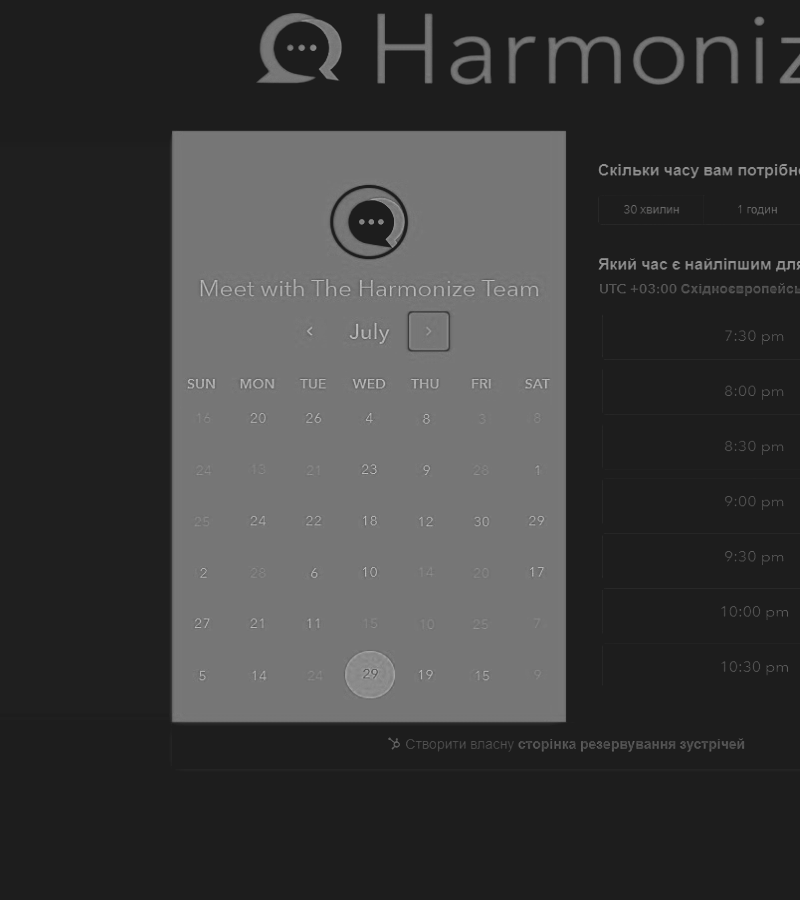 Harmoniz
Meet with The Harmonize Team
July
SUN MON TUE WED THU FRI SAT
16 20 26 4 8 3 8
24 13 21 23 9 28 1
25 24 22 18 12 30 29
2 28 6 10 14 20 17
27 21 11 15 10 25 7
5 14 24 29 19 15 9
Скільки часу вам потрібн
30 хвилин 1 годин
Який час є найліпшим для
UTC +03:00 Східноєвропейсь
7:30 pm
8:00 pm
8:30 pm
9:00 pm
9:30 pm
10:00 pm
10:30 pm
Створити власну сторінка резервування зустрічей